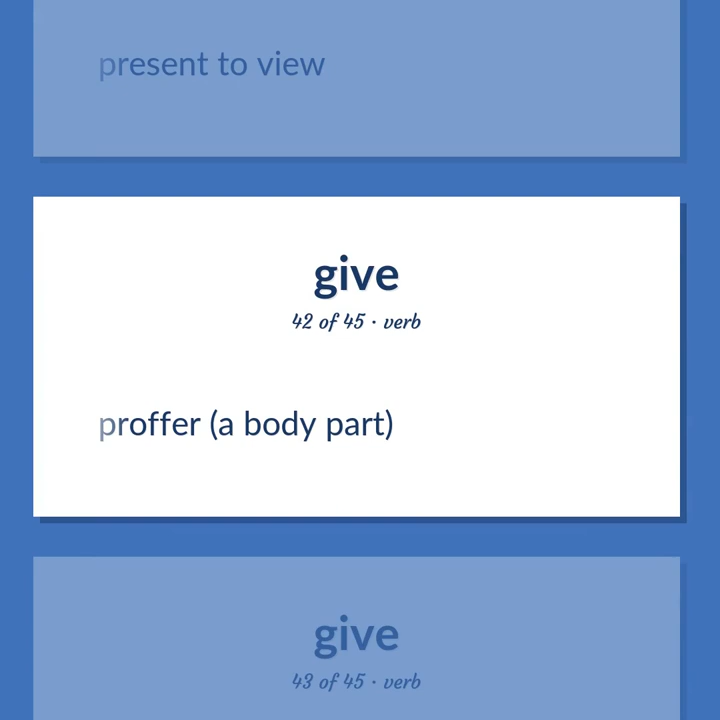 present to view
give
42 of 45 · verb
proffer (a body part)
give
43 of 45 · verb